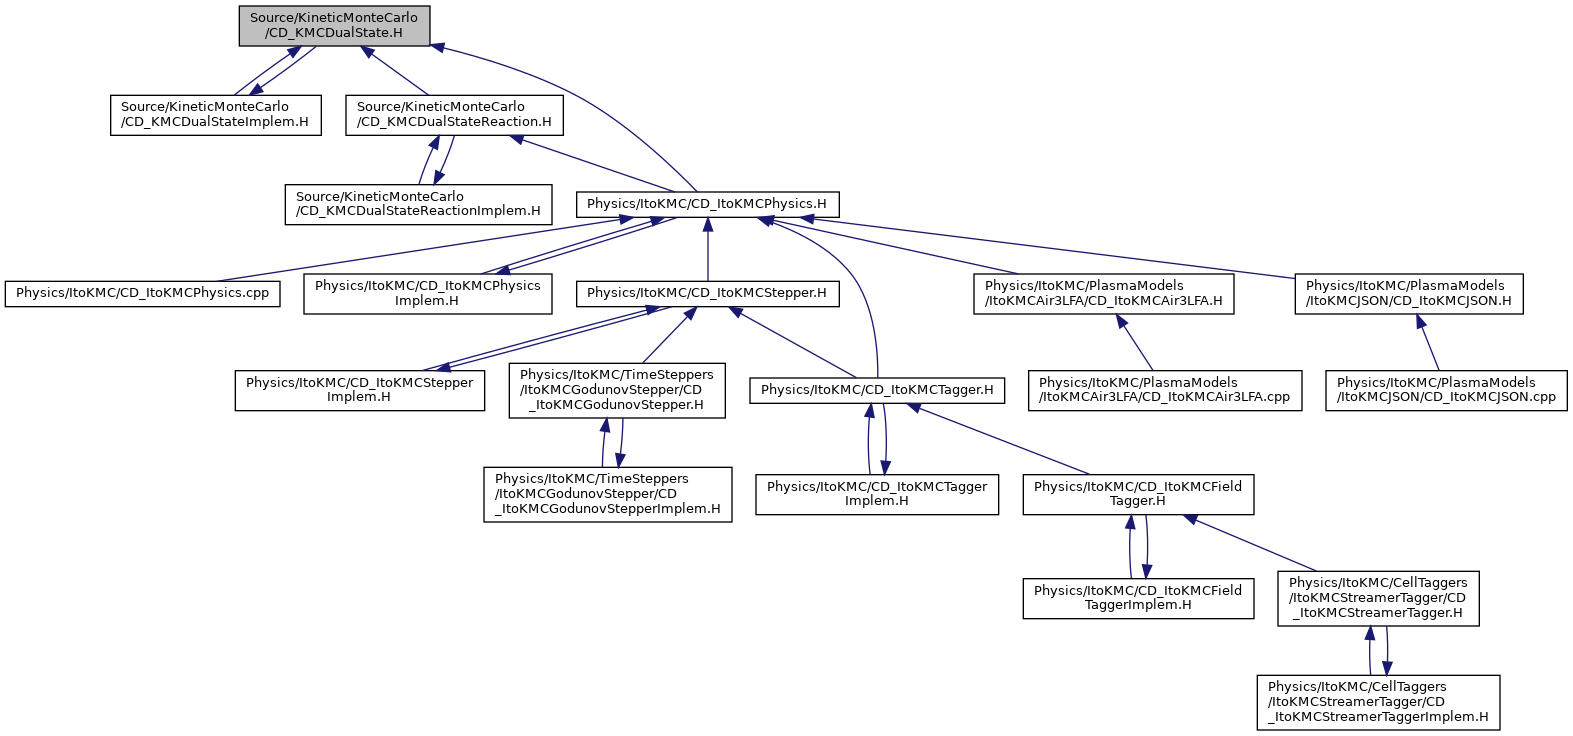 Source/KineticMonteCarlo
/CD_KMCDualState.H
Source/KineticMonteCarlo
/CD_KMCDualStateImplem.H
Source/KineticMonteCarlo
/CD_KMCDualStateReaction.H
Source/KineticMonteCarlo
/CD_KMCDualStateReactionImplem.H
Physics/ItoKMC/CD_ItoKMCPhysics.H
Physics/ItoKMC/CD_ItoKMCPhysics.cpp
Physics/ItoKMC/CD_ItoKMCPhysics
Implem.H
Physics/ItoKMC/CD_ItoKMCStepper.H
Physics/ItoKMC/PlasmaModels
/ItoKMCAir3LFA/CD_ItoKMCAir3LFA.H
Physics/ItoKMC/PlasmaModels
/ItoKMCJSON/CD_ItoKMCJSON.H
Physics/ItoKMC/CD_ItoKMCStepper
Implem.H
Physics/ItoKMC/TimeSteppers
/ItoKMCGodunovStepper/CD
_ItoKMCGodunovStepper.H
Physics/ItoKMC/CD_ItoKMCTagger.H
Physics/ItoKMC/PlasmaModels
/ItoKMCAir3LFA/CD_ItoKMCAir3LFA.cpp
Physics/ItoKMC/PlasmaModels
/ItoKMCJSON/CD_ItoKMCJSON.cpp
Physics/ItoKMC/TimeSteppers
/ItoKMCGodunovStepper/CD
_ItoKMCGodunovStepperImplem.H
Physics/ItoKMC/CD_ItoKMCTagger
Implem.H
Physics/ItoKMC/CD_ItoKMCField
Tagger.H
Physics/ItoKMC/CD_ItoKMCField
TaggerImplem.H
Physics/ItoKMC/CellTaggers
/ItoKMCStreamerTagger/CD
_ItoKMCStreamerTagger.H
Physics/ItoKMC/CellTaggers
/ItoKMCStreamerTagger/CD
_ItoKMCStreamerTaggerImplem.H